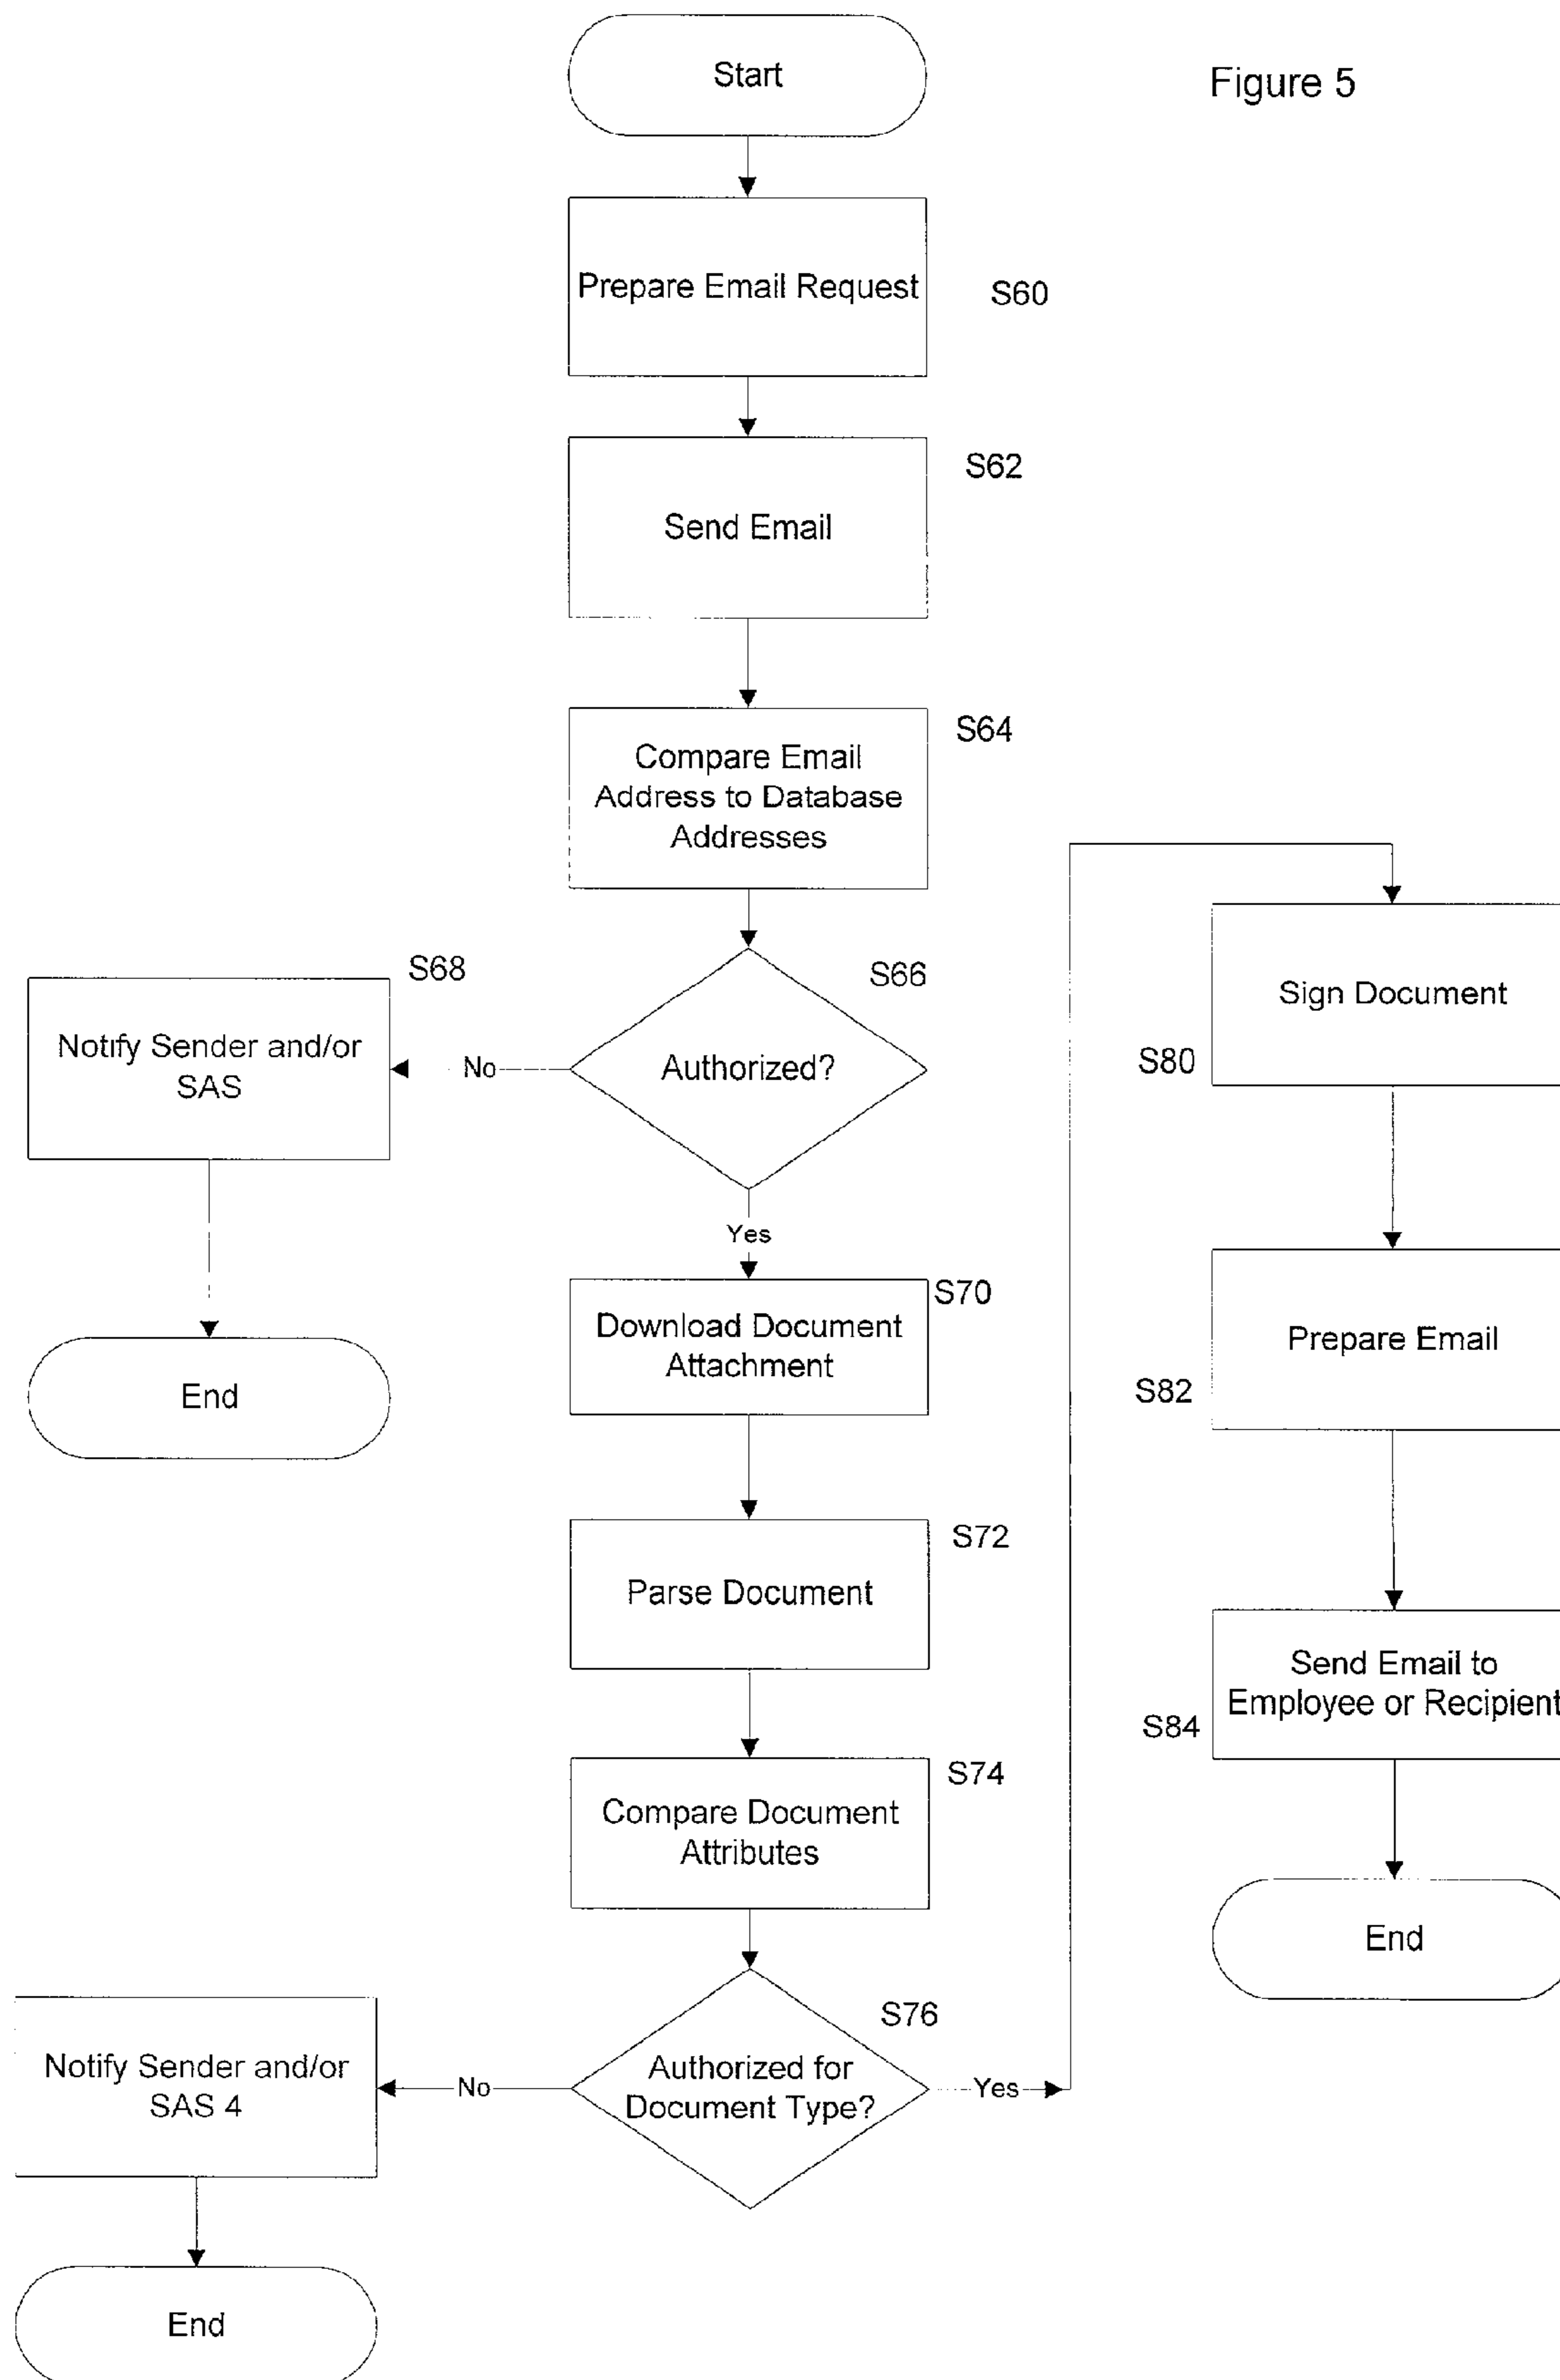 Start
Figure 5
Prepare Email Request
S60
Send Email
S62
Compare Email
Address to Database
Addresses
S64
Authorized?
S66
No
Notify Sender and/or
SAS
S68
End
Yes
Download Document
Attachment
S70
Parse Document
S72
Compare Document
Attributes
S74
Authorized for
Document Type?
S76
No
Notify Sender and/or
SAS 4
End
Yes
Sign Document
S80
Prepare Email
S82
Send Email to
Employee or Recipient
S84
End